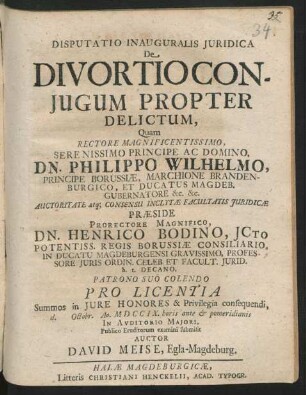 35.
34.
DISPUTATIO INAUGURALIS JURIDICA
De
DIVORTIO CON-
JUGUM PROPTER
DELICTUM,
Quam
RECTORE MAGNIFICENTISSIMO,
SERENISSIMO PRINCIPE AC DOMINO,
DN. PHILIPPO WILHELMO,
PRINCIPE BORUSSIÆ, MARCHIONE BRANDEN-
BURGICO, ET DUCATUS MAGDEB.
GUBERNATORE &c. &c.
AUCTORITATE atq; CONSENSU INCLYTÆ FACULTATIS JURIDICÆ
PRÆSIDE
PRORECTORE MAGNIFICO,
DN. HENRICO BODINO, JCto
POTENTISS. REGIS BORUSSIÆ CONSILIARIO,
IN DUCATU MAGDEBURGENSI GRAVISSIMO, PROFES-
SORE JURIS ORDIN. CELEB. ET FACULT. JURID.
h. t. DECANO.
PATRONO SUO COLENDO
PRO LICENTIA
Summos in JURE HONORES & Privilegia consequendi,
d. Octobr. An. MDCCIX. horis ante & pomeridianis
IN AUDITORIO MAJORI,
Publico Eruditorum examini submittit
AUCTOR
DAVID MEISE, Egla-Magdeburg.
HALÆ MAGDEBURGICÆ,
Litteris CHRISTIANI HENCKELII, ACAD. TYPOGR.